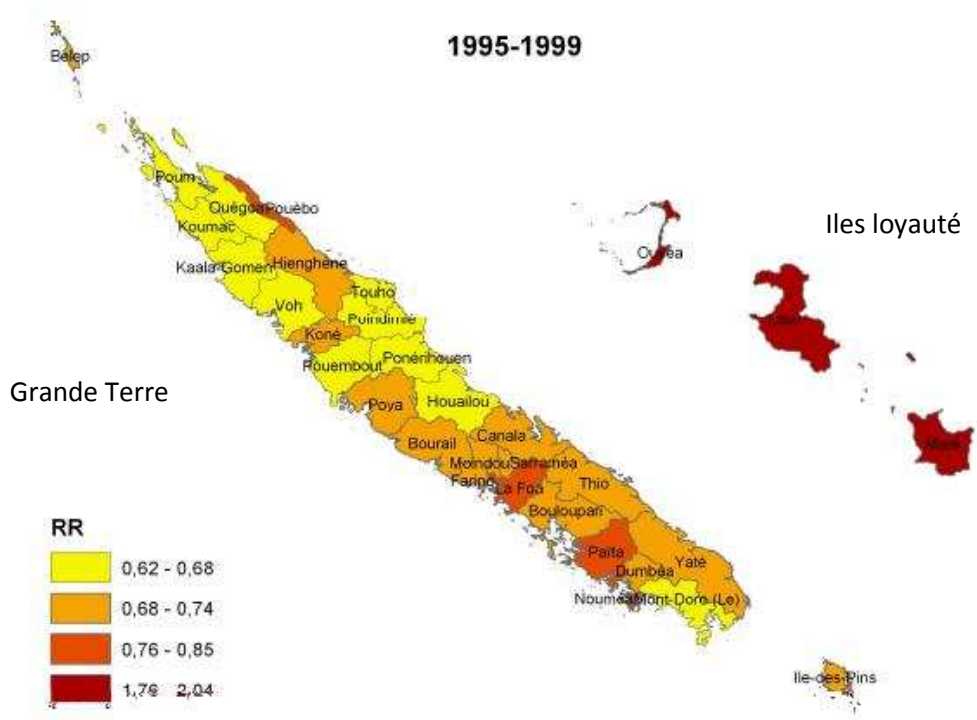 1995-1999
Belep
Poum
Ouégoa
Pouébo
Koumac
Iles loyauté
Ouvéa
Kaala-Gomen
Hienghène
Touho
Voh
Poindimié
Koné
Ponérihouen
Pouembout
Grande Terre
Poya
Houaïlou
Canala
Bourail
Moindou
Sarraméa
Farino
La Foa
Thio
Bouloupari
RR
Païta
Yaté
0,62 - 0,68
Dumbéa
Nouméa
Mont-Dore (Le)
0,68 - 0,74
0,76 - 0,85
Ile-des-Pins
1,76 2,04